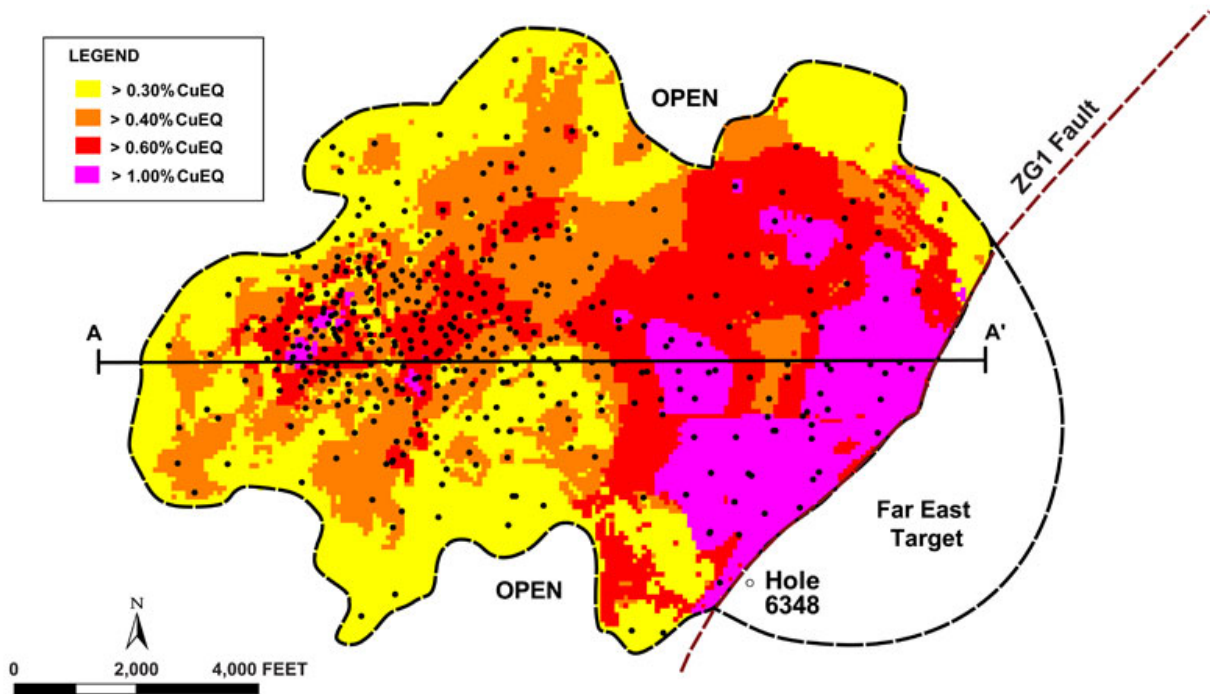 LEGEND
> 0.30%CuEQ
> 0.40%CuEQ
> 0.60%CuEQ
> 1.00%CuEQ
OPEN
ZG1 Fault
A
A'
Far East
Target
OPEN
Hole
6348
N
0 2,000 4,000 FEET